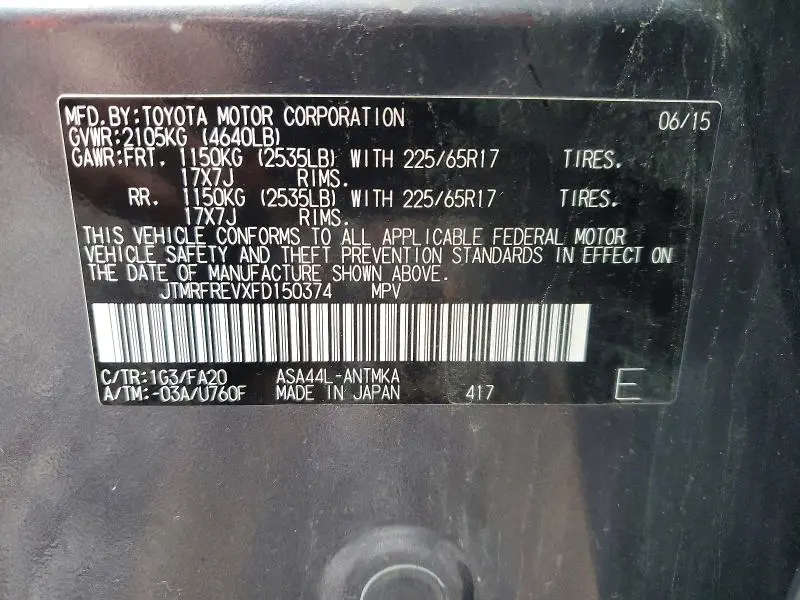 MFD.BY:TOYOTA MOTOR CORPORATION 06/15
GVWR:2105KG (4640LB)
GAWR:FRT. 1150KG (2535LB) WITH 225/65R17 TIRES.
17X7J RIMS.
RR. 1150KG (2535LB) WITH 225/65R17 TIRES.
17X7J RIMS.
THIS VEHICLE CONFORMS TO ALL APPLICABLE FEDERAL MOTOR
VEHICLE SAFETY AND THEFT PREVENTION STANDARDS IN EFFECT ON
THE DATE OF MANUFACTURE SHOWN ABOVE.
JTMRFREVXFD150374 MPV
C/TR:1G3/FA20 ASA44L-ANTMKA
A/TM:-03A/U760F MADE IN JAPAN 417 E